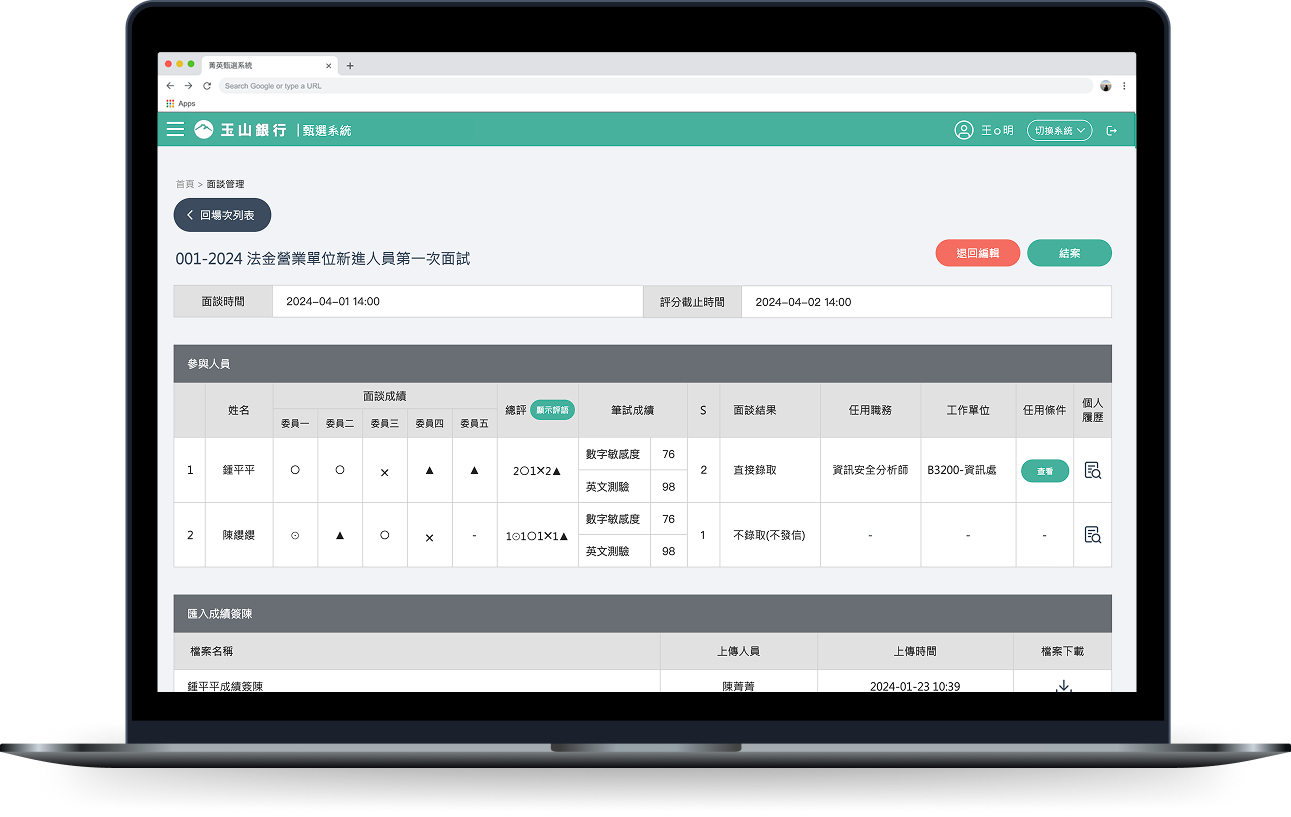 菁英甄選系統
Search Google or type a URL
Apps
玉山銀行 | 甄選系統
王o明
切換系統
首頁 > 面談管理
回場次列表
001-2024 法金營業單位新進人員第一次面試
退回編輯
結案
面談時間 2024-04-01 14:00 評分截止時間 2024-04-02 14:00
參與人員
姓名 面談成績 總評 顯示評語 筆試成績 S 面談結果 任用職務 工作單位 任用條件 個人履歷
委員一 委員二 委員三 委員四 委員五
1 鍾平平 ○ ○ × ▲ ▲ 2○1×2▲ 數字敏感度 76 2 直接錄取 資訊安全分析師 B3200-資訊處 查看
英文測驗 98
2 陳纓纓 ⊙ ▲ ○ × - 1⊙1○1×1▲ 數字敏感度 76 1 不錄取(不發信) - - -
英文測驗 98
匯入成績簽陳
檔案名稱 上傳人員 上傳時間 檔案下載
鍾平平成績簽陳 陳菁菁 2024-01-23 10:39